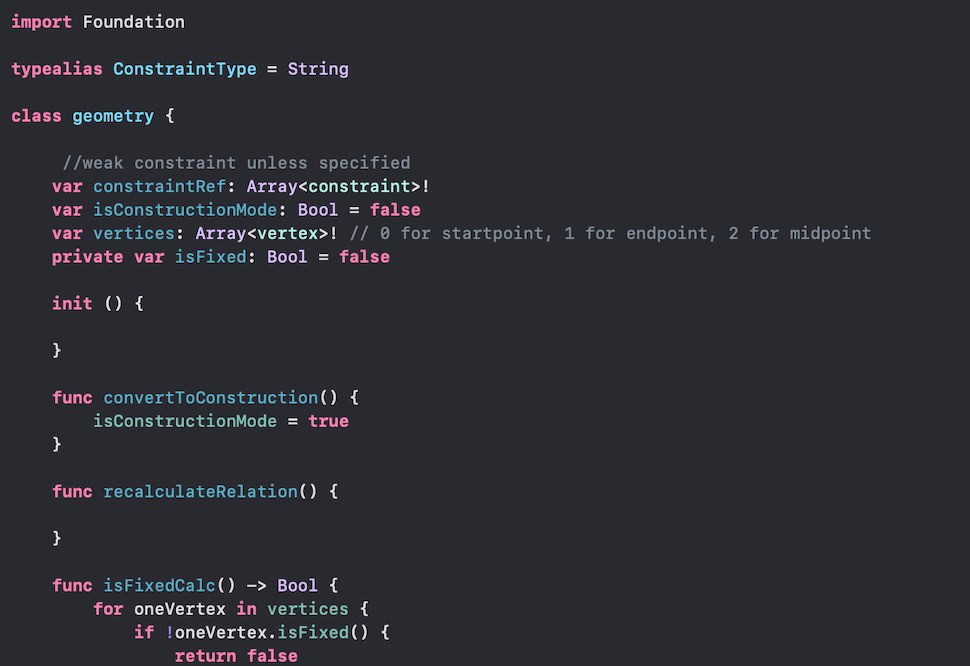 import Foundation
typealias ConstraintType = String
class geometry {
//weak constraint unless specified
var constraintRef: Array<constraint>!
var isConstructionMode: Bool = false
var vertices: Array<vertex>! // 0 for startpoint, 1 for endpoint, 2 for midpoint
private var isFixed: Bool = false
init () {
}
func convertToConstruction() {
isConstructionMode = true
}
func recalculateRelation() {
}
func isFixedCalc() -> Bool {
for oneVertex in vertices {
if !oneVertex.isFixed() {
return false